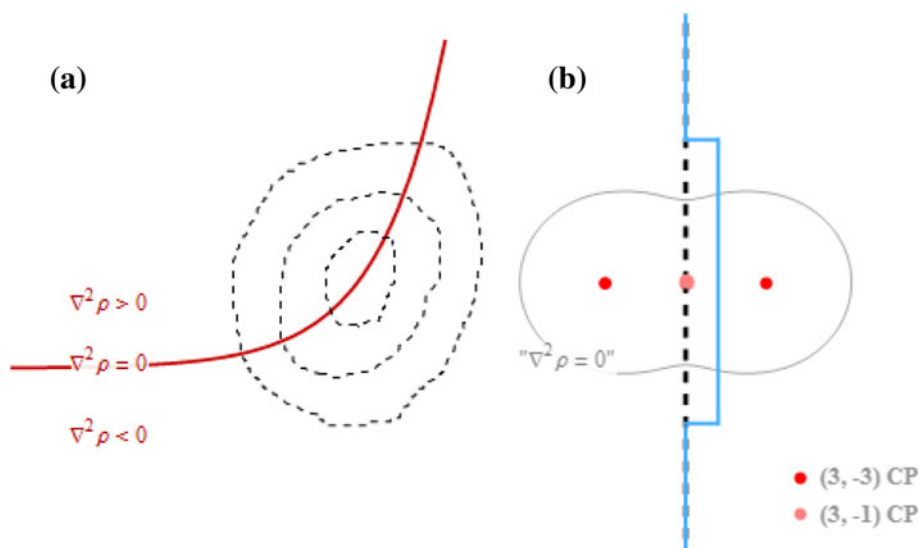 (a)
(b)
∇²ρ > 0
∇²ρ = 0
∇²ρ < 0
"∇²ρ = 0"
(3, -3) CP
(3, -1) CP